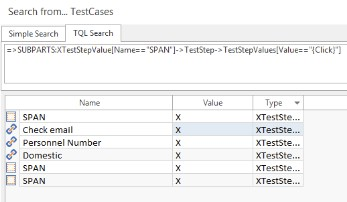 Search from... TestCases
Simple Search TQL Search
=>SUBPARTS:XTestStepValue[Name=="SPAN"]->TestStep->TestStepValues[Value=="{Click}"]
Name Value Type
SPAN X XTestSte...
Check email X XTestSte...
Personnel Number X XTestSte...
Domestic X XTestSte...
SPAN X XTestSte...
SPAN X XTestSte...